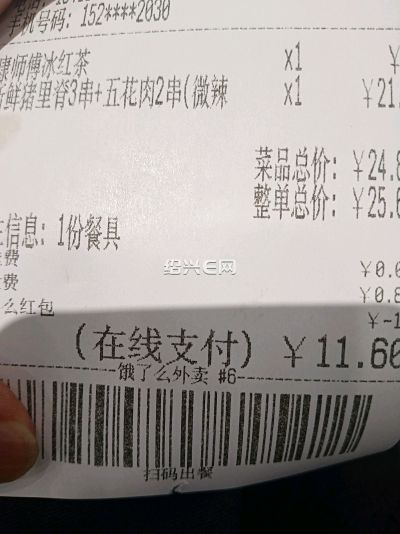 手机号码: 152****2030
康师傅冰红茶 x1 ¥
新鲜猪里脊3串+五花肉2串(微辣 x1 ¥21.
菜品总价: ¥24.8
整单总价: ¥25.6
信息: 1份餐具
费 ¥0.0
费 ¥0.8
么红包 ¥-1
(在线支付) ¥11.60
饿了么外卖 #6
扫码出餐
绍兴E网